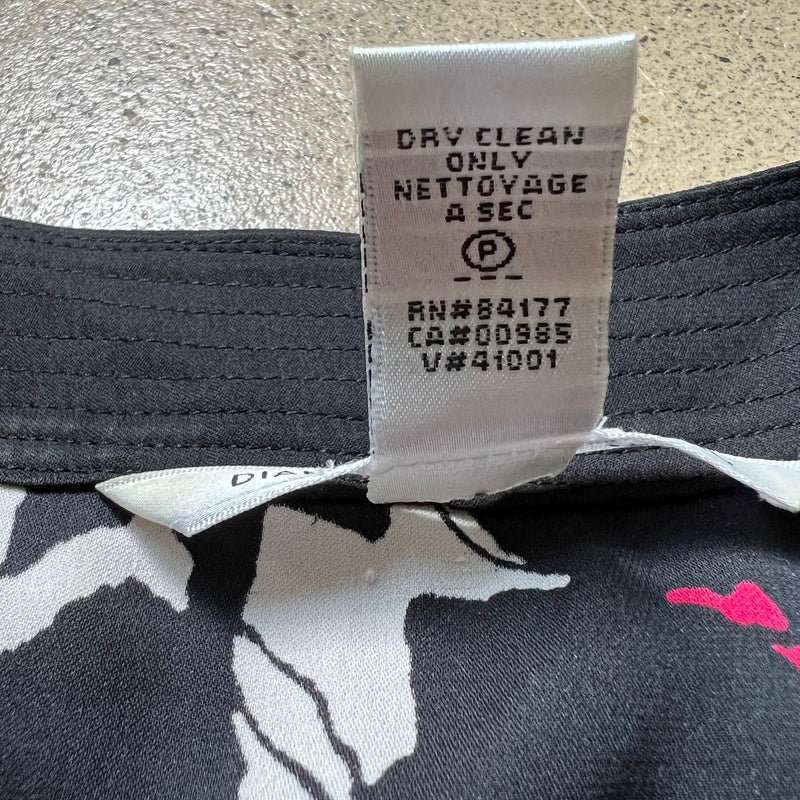 DRY CLEAN
ONLY
NETTOYAGE
A SEC
P
RN#84177
CA#00985
V#41001